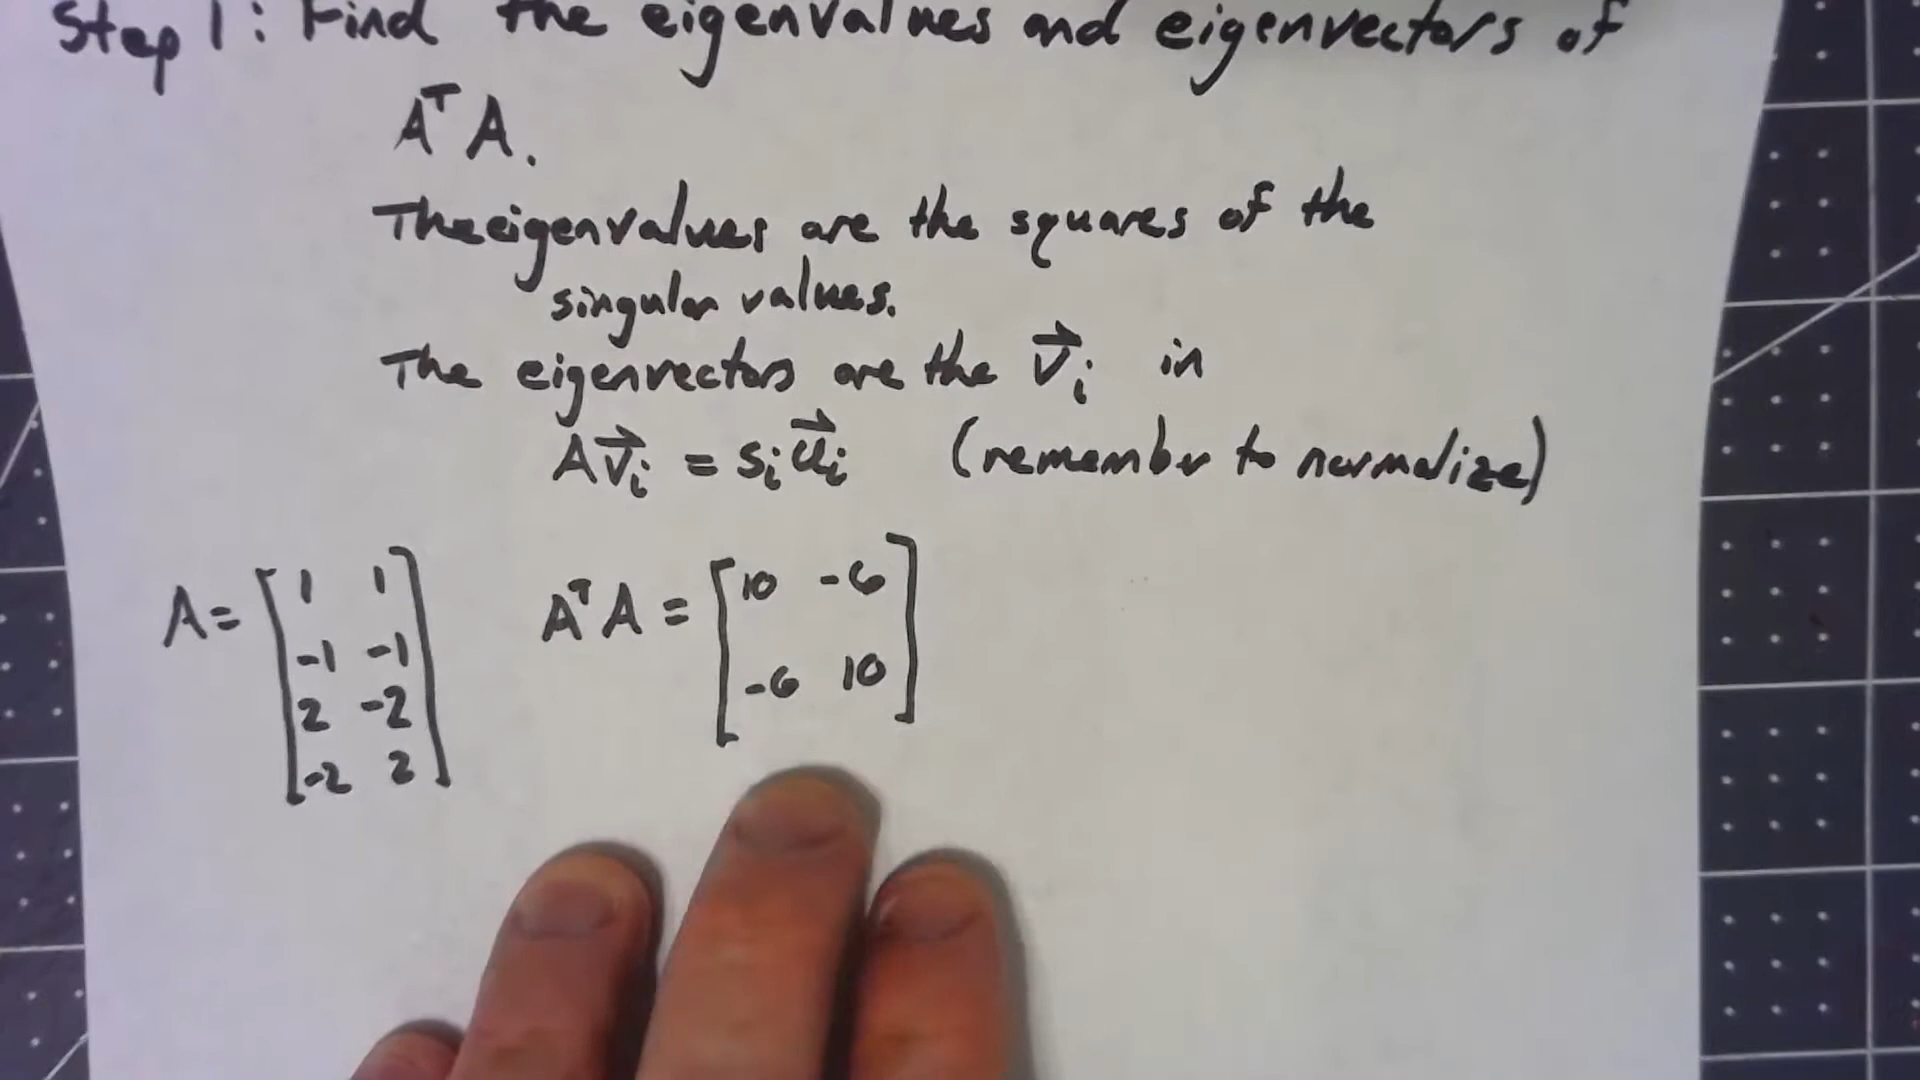 Step 1: Find the eigenvalues and eigenvectors of
AᵀA.
The eigenvalues are the squares of the
singular values.
The eigenvectors are the v⃗ᵢ in
Av⃗ᵢ = sᵢu⃗ᵢ (remember to normalize)
A = [1 1; -1 -1; 2 -2; -2 2] AᵀA = [10 -6; -6 10]